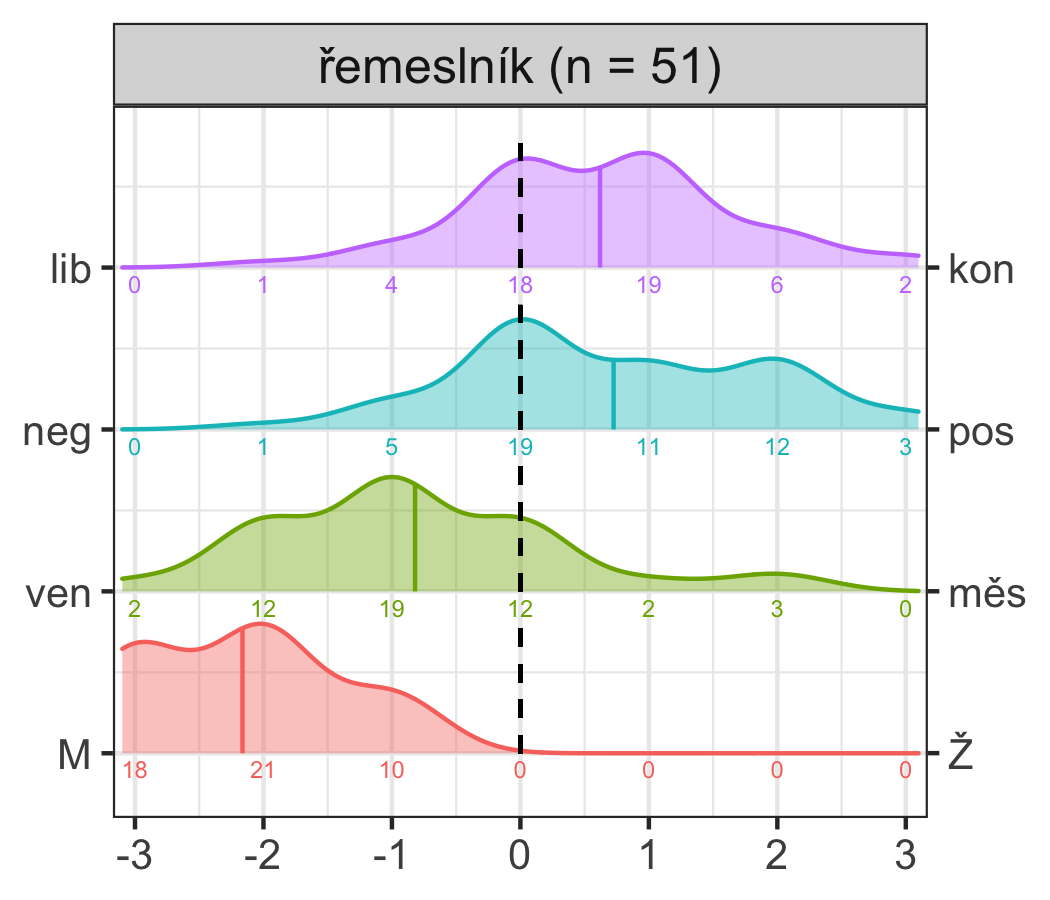 řemeslník (n = 51)
lib kon
0 1 4 18 19 6 2
neg pos
0 1 5 19 11 12 3
ven měs
2 12 19 12 2 3 0
M Ž
18 21 10 0 0 0 0
-3 -2 -1 0 1 2 3